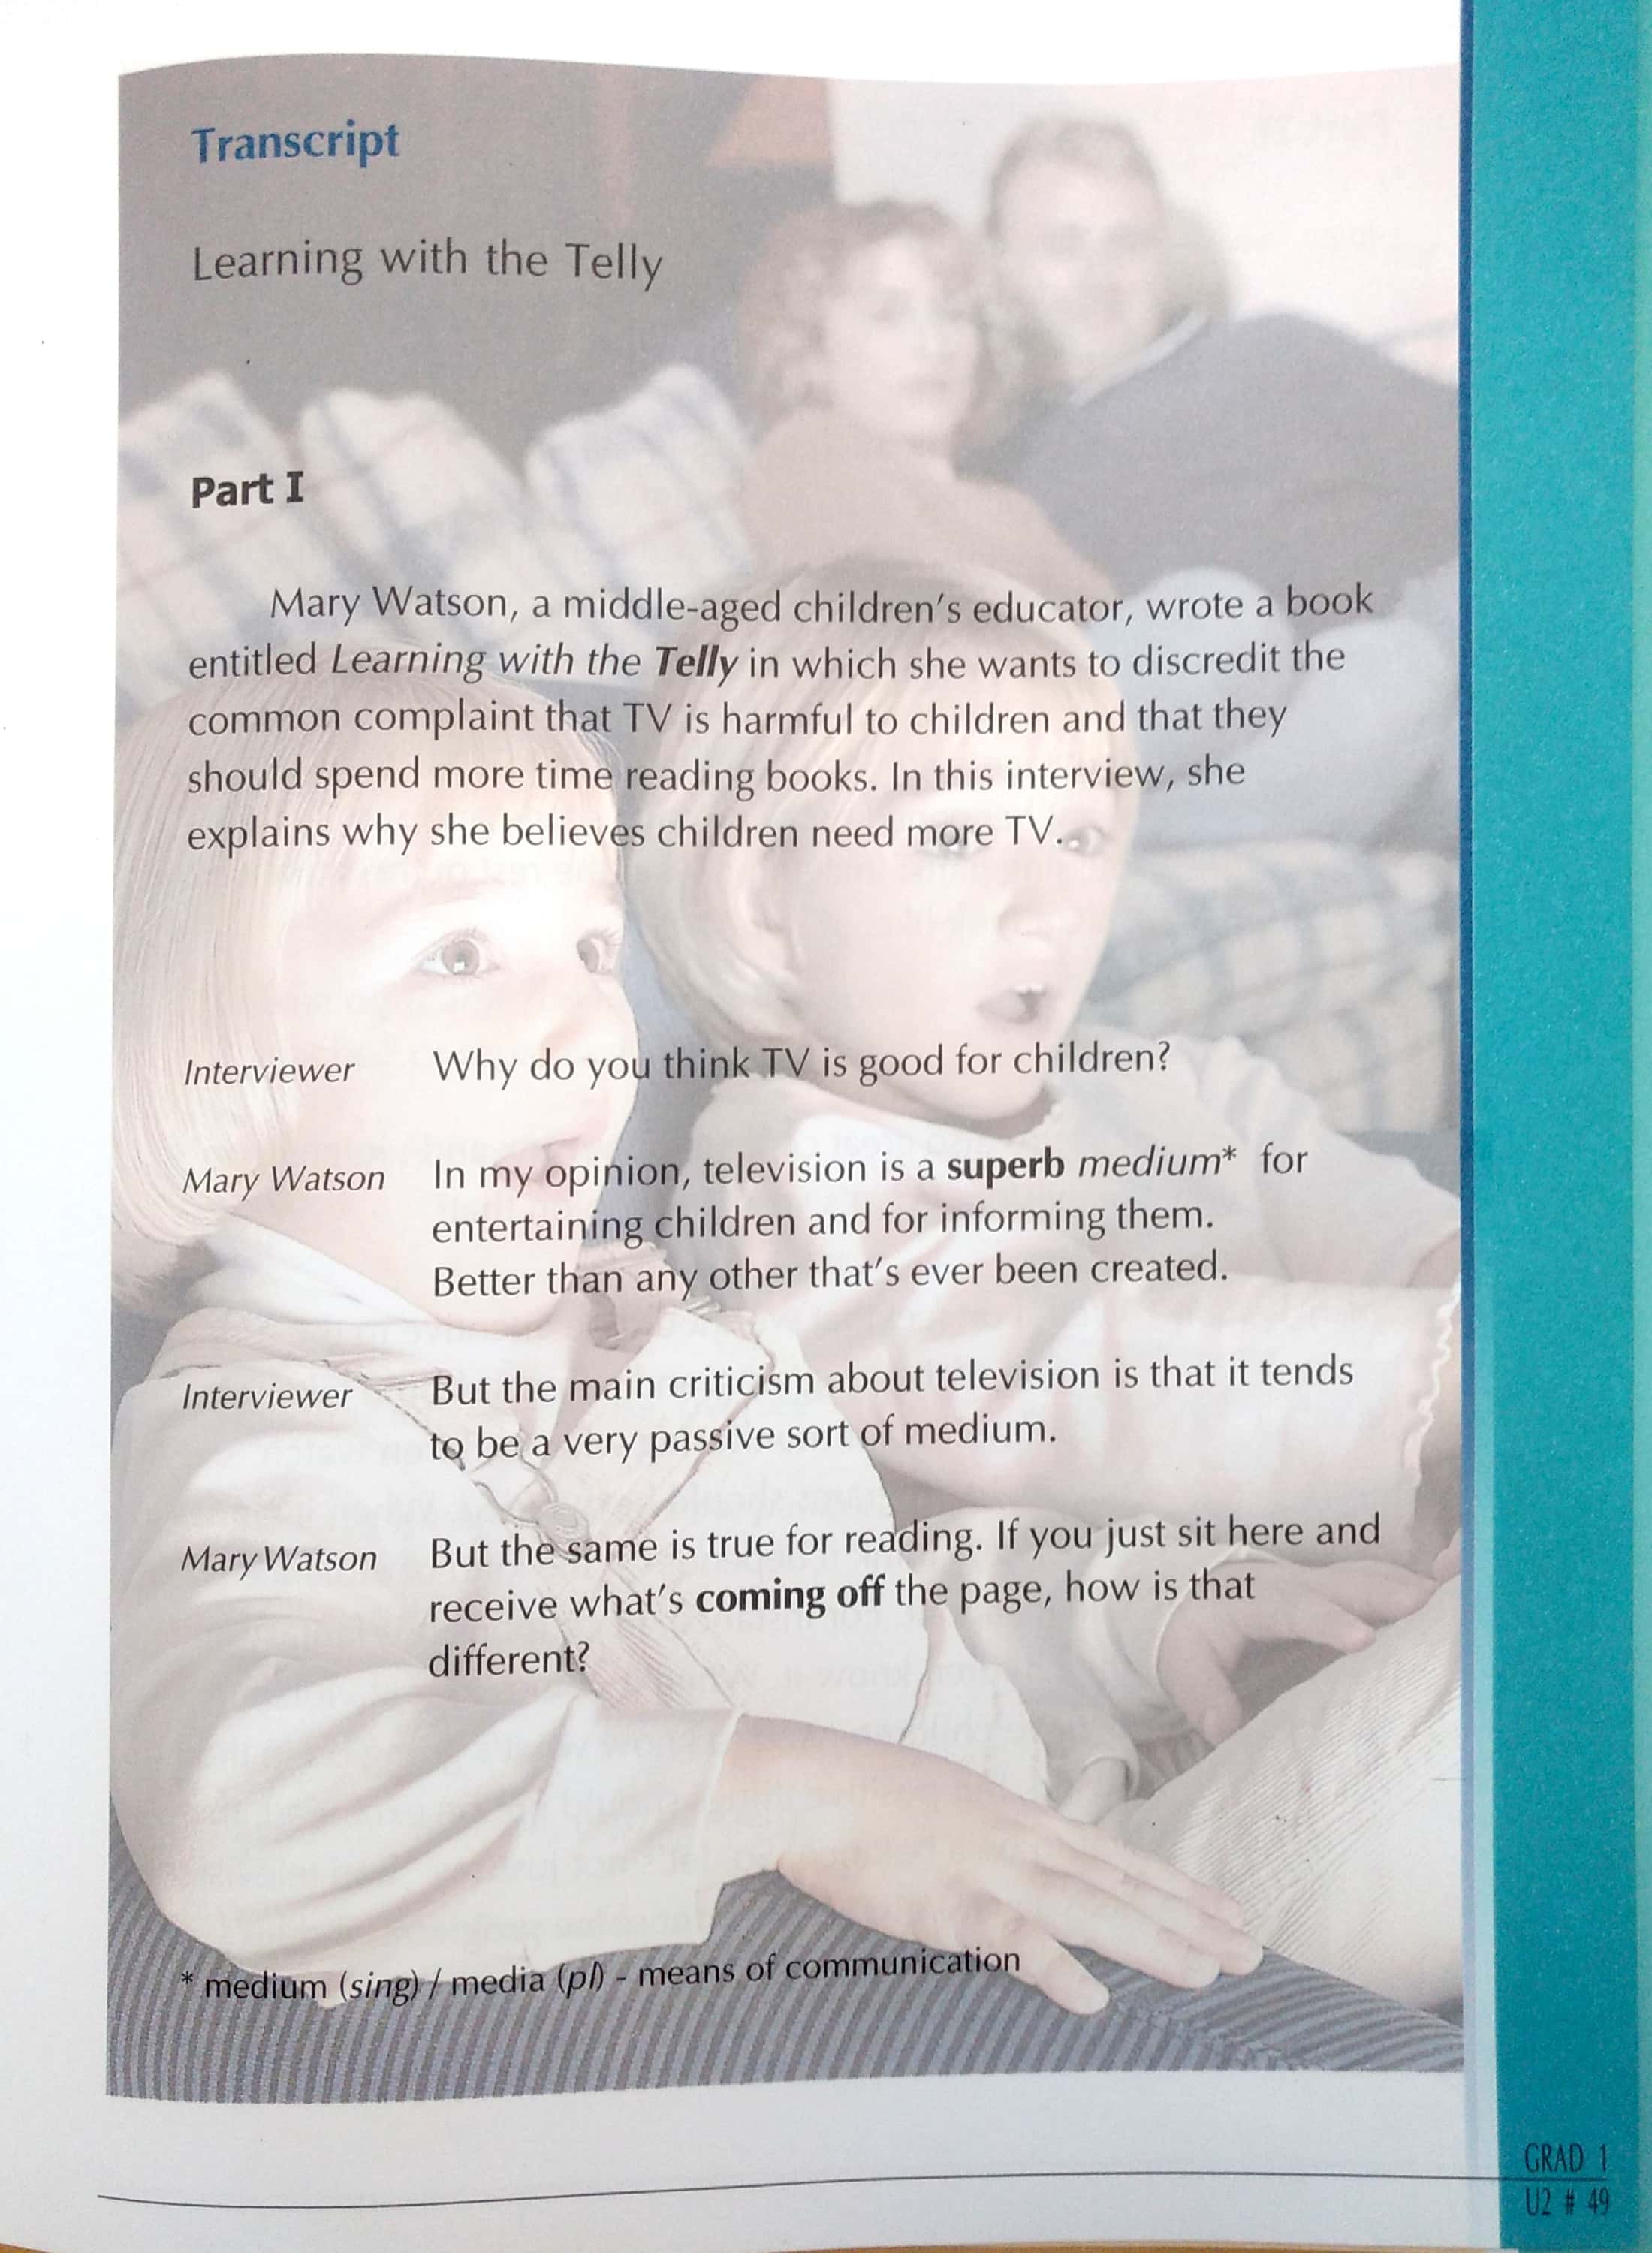 Transcript
Learning with the Telly
Part I
Mary Watson, a middle-aged children's educator, wrote a book
entitled Learning with the Telly in which she wants to discredit the
common complaint that TV is harmful to children and that they
should spend more time reading books. In this interview, she
explains why she believes children need more TV.
Interviewer Why do you think TV is good for children?
Mary Watson In my opinion, television is a superb medium* for
entertaining children and for informing them.
Better than any other that's ever been created.
Interviewer But the main criticism about television is that it tends
to be a very passive sort of medium.
Mary Watson But the same is true for reading. If you just sit here and
receive what's coming off the page, how is that
different?
* medium (sing) / media (pl) - means of communication
GRAD 1
U2 # 49